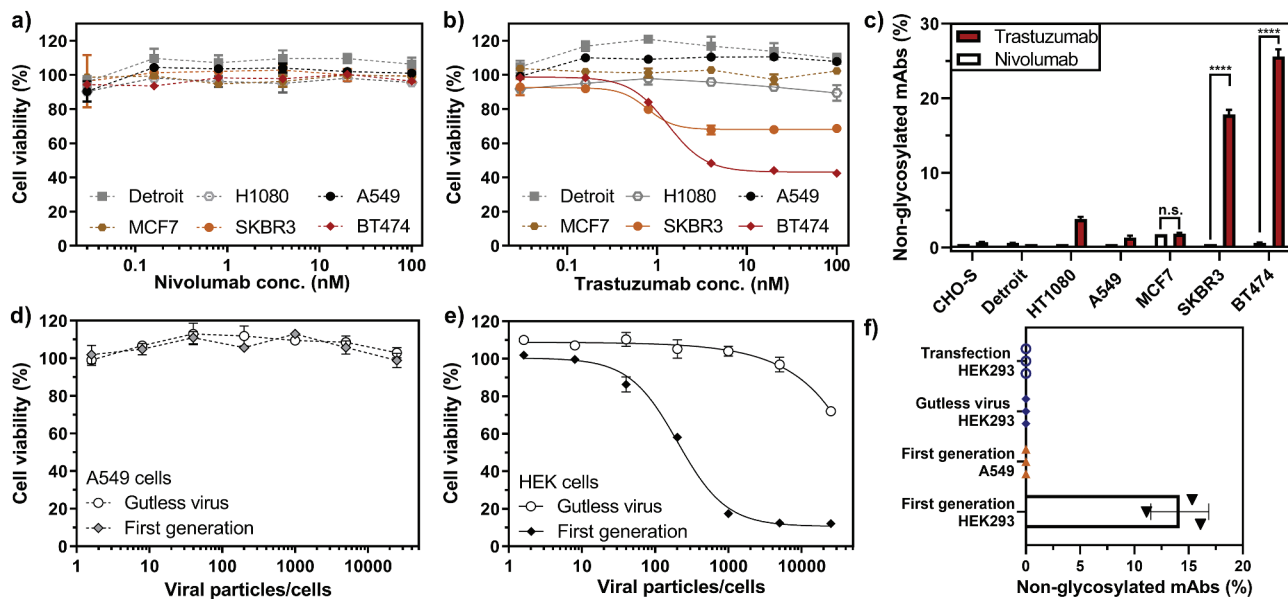 a)
Cell viability (%)
120
100
80
60
40
20
0
Detroit
H1080
A549
MCF7
SKBR3
BT474
0.1
1
10
100
Nivolumab conc. (nM)
b)
Cell viability (%)
120
100
80
60
40
20
0
Detroit
H1080
A549
MCF7
SKBR3
BT474
0.1
1
10
100
Trastuzumab conc. (nM)
c)
Non-glycosylated mAbs (%)
30
20
10
0
Trastuzumab
Nivolumab
n.s.
****
****
CHO-S
Detroit
HT1080
A549
MCF7
SKBR3
BT474
d)
Cell viability (%)
120
100
80
60
40
20
0
A549 cells
Gutless virus
First generation
1
10
100
1000
10000
Viral particles/cells
e)
Cell viability (%)
120
100
80
60
40
20
0
HEK cells
Gutless virus
First generation
1
10
100
1000
10000
Viral particles/cells
f)
Transfection
HEK293
Gutless virus
HEK293
First generation
A549
First generation
HEK293
0
5
10
15
20
Non-glycosylated mAbs (%)